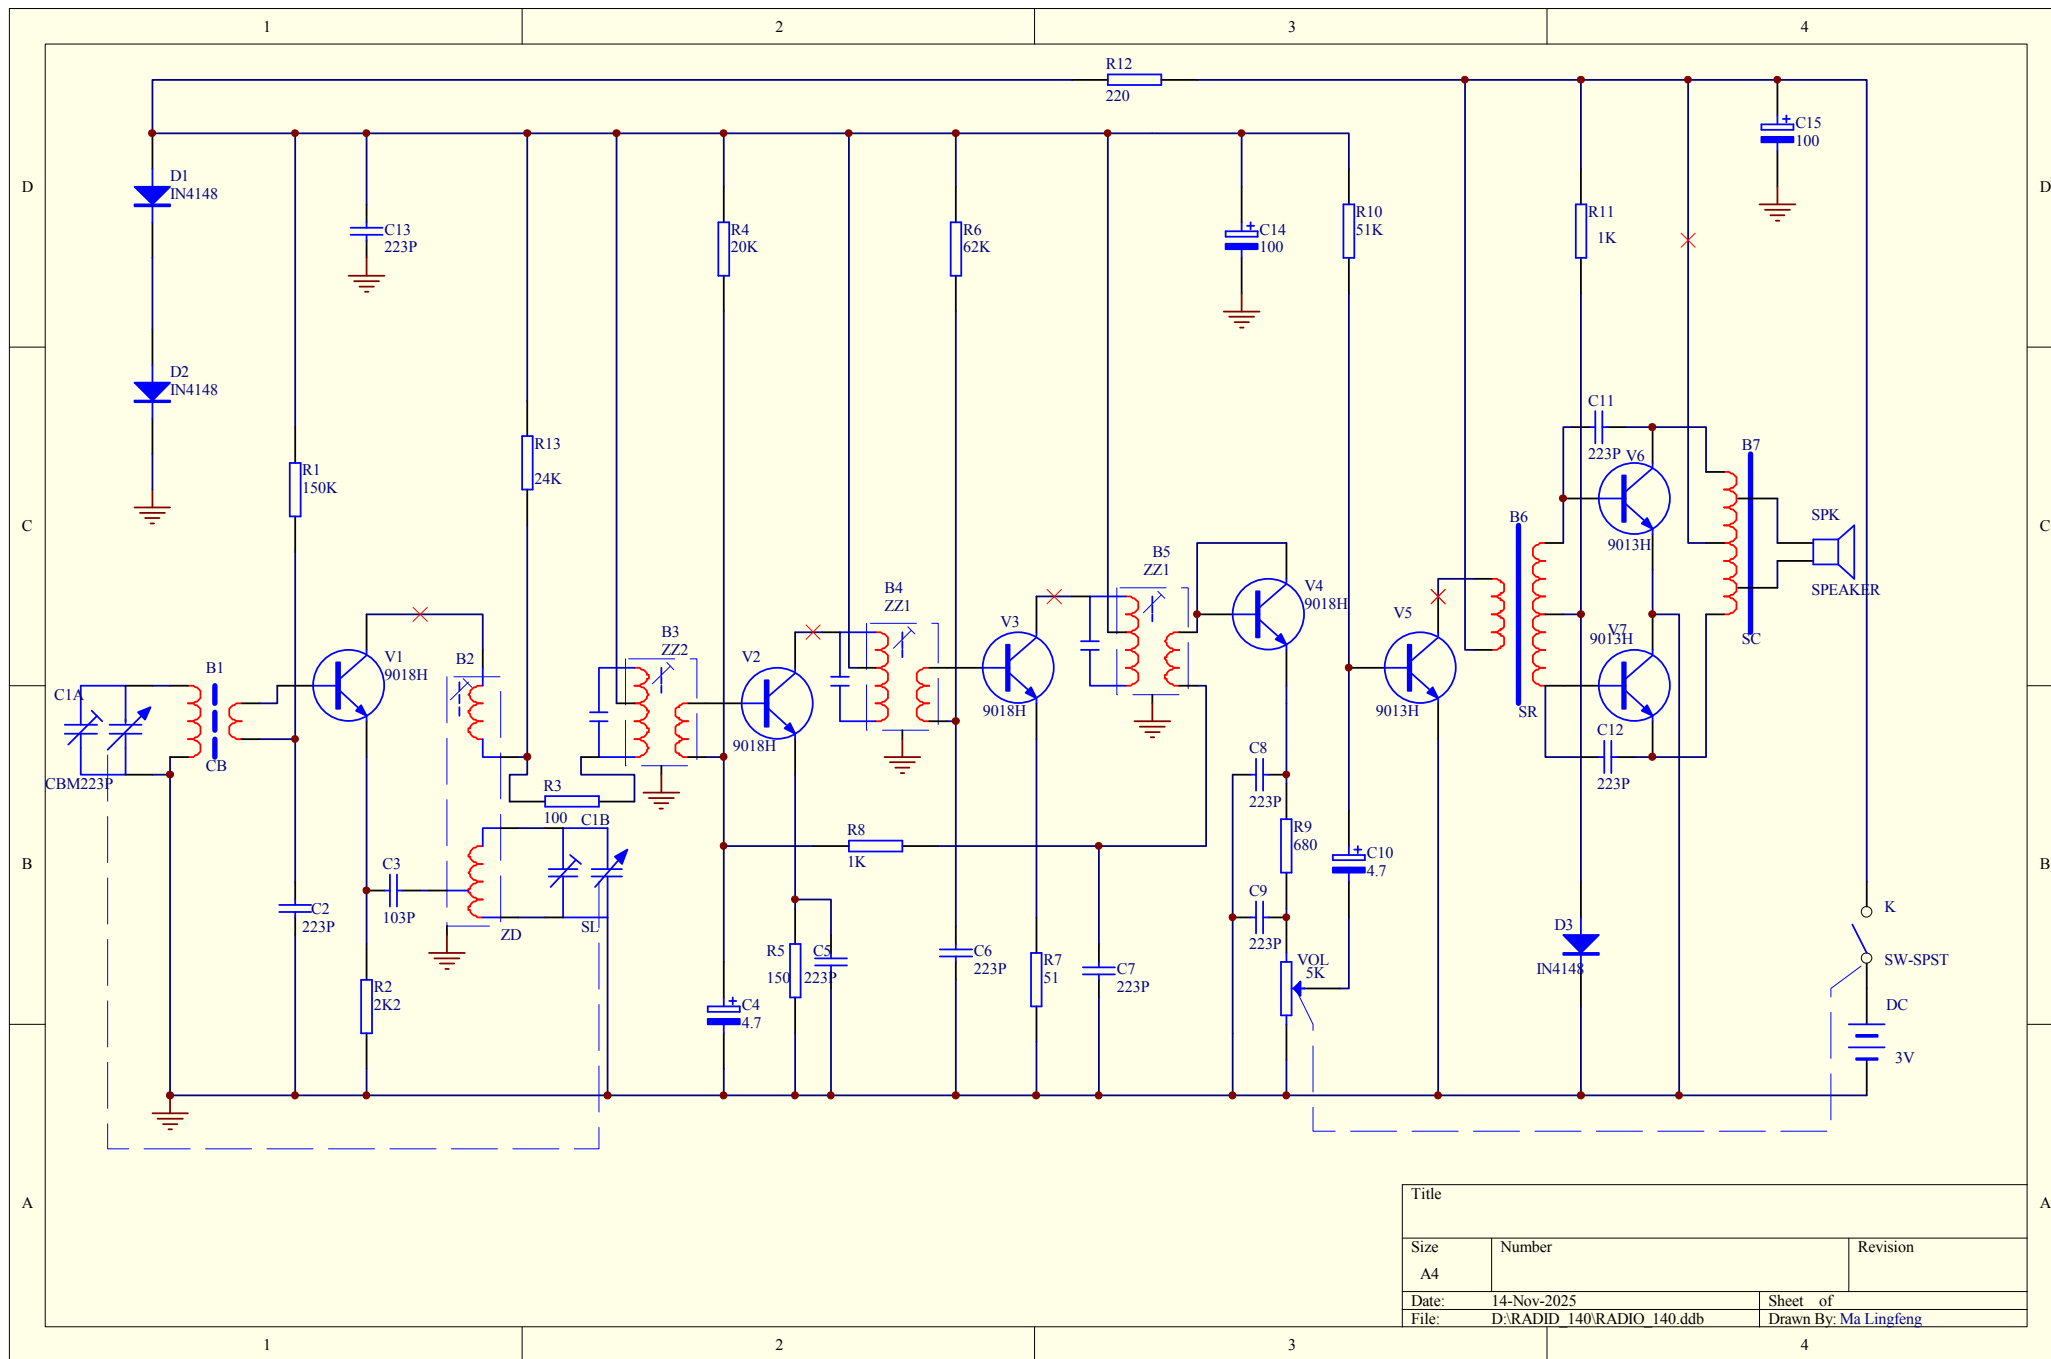 1 2 3 4
R12
220
C15
100
D D
D1
IN4148
C13
223P
R4
20K
R6
62K
C14
100
R10
51K
R11
1K
D2
IN4148
C11
223P
V6
9013H
B7
R13
24K
R1
150K
C C
B6
SPK
SPEAKER
B5
ZZ1
V4
9018H
B4
ZZ1
V3
9018H
V5
9013H
V7
9013H
SC
B3
ZZ2
V2
9018H
V1
9018H
B2
B1
C1A
CB
CBM223P
SR
C12
223P
C8
223P
R3
100
C1B
R8
1K
R9
680
C10
4.7
B B
C3
103P
C9
223P
C2
223P
ZD
SL
K
D3
IN4148
SW-SPST
R5
150
C5
223P
C6
223P
R7
51
C7
223P
VOL
5K
R2
2K2
C4
4.7
DC
3V
A A
Title
Size Number Revision
A4
Date: 14-Nov-2025 Sheet of
File: D:\RADID_140\RADIO_140.ddb Drawn By: Ma Lingfeng
1 2 3 4